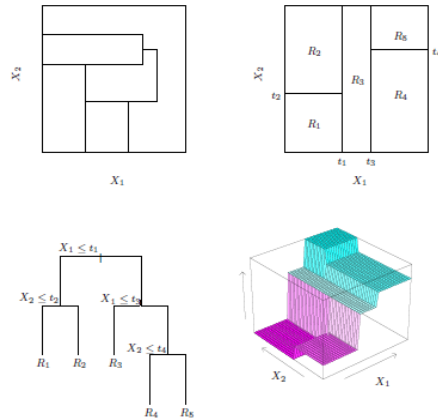 X₂
X₁
R₂
R₅
R₃
R₄
R₁
X₂
t₂
t₁
t₃
X₁
X₁ ≤ t₁
X₂ ≤ t₂
X₁ ≤ t₃
X₂ ≤ t₄
R₁
R₂
R₃
R₄
R₅
X₂
X₁